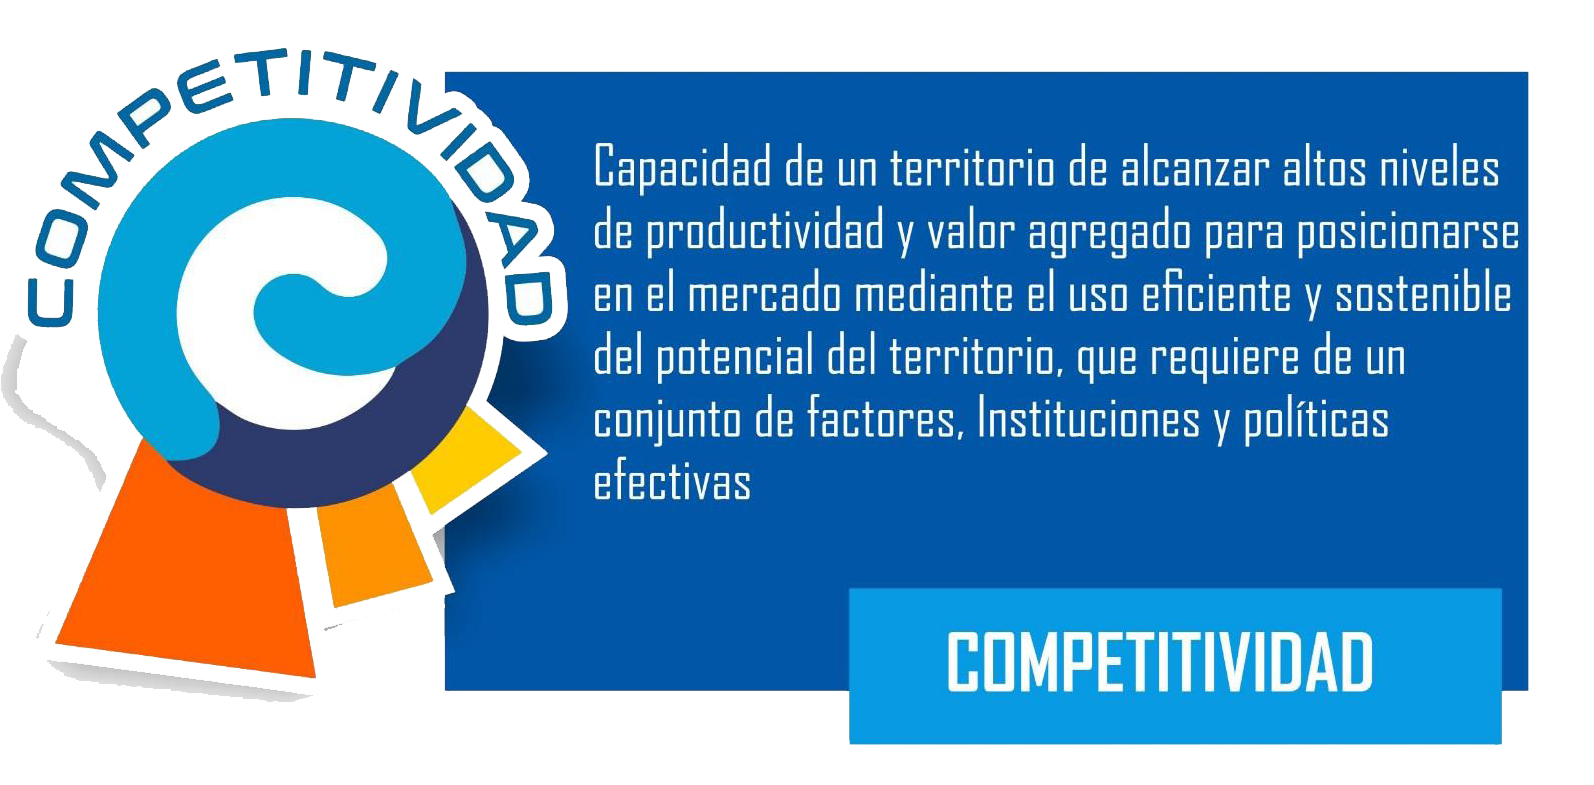 COMPETITIVIDAD
Capacidad de un territorio de alcanzar altos niveles
de productividad y valor agregado para posicionarse
en el mercado mediante el uso eficiente y sostenible
del potencial del territorio, que requiere de un
conjunto de factores, Instituciones y políticas
efectivas
COMPETITIVIDAD